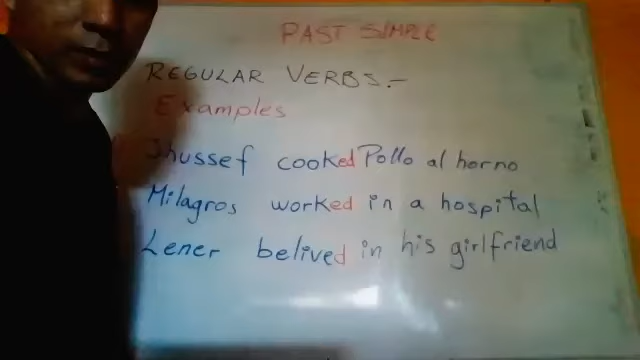 PAST SIMPLE
REGULAR VERBS.-
Examples
Jhussef cooked Pollo al horno
Milagros worked in a hospital
Lener belived in his girlfriend